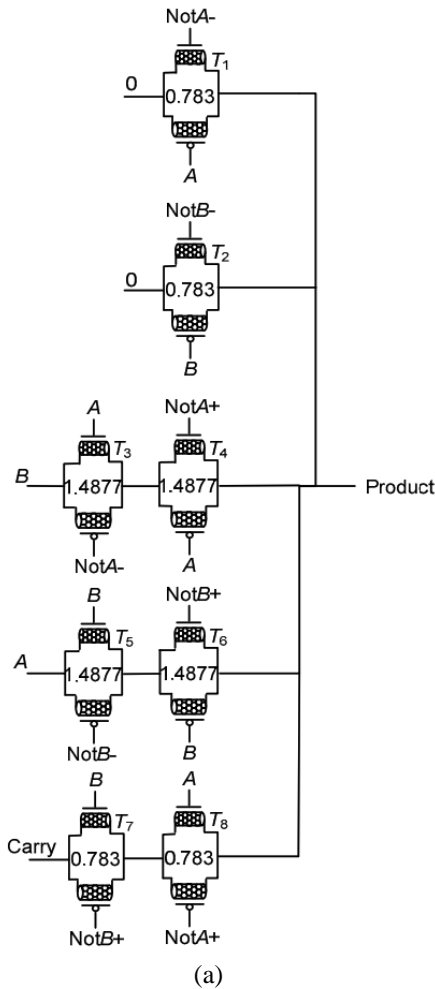 NotA-
T1
0
0.783
A
NotB-
T2
0
0.783
B
A
NotA+
T3
T4
B
1.4877
1.4877
Product
NotA-
A
B
NotB+
T5
T6
A
1.4877
1.4877
NotB-
B
B
A
T7
T8
Carry
0.783
0.783
NotB+
NotA+
(a)